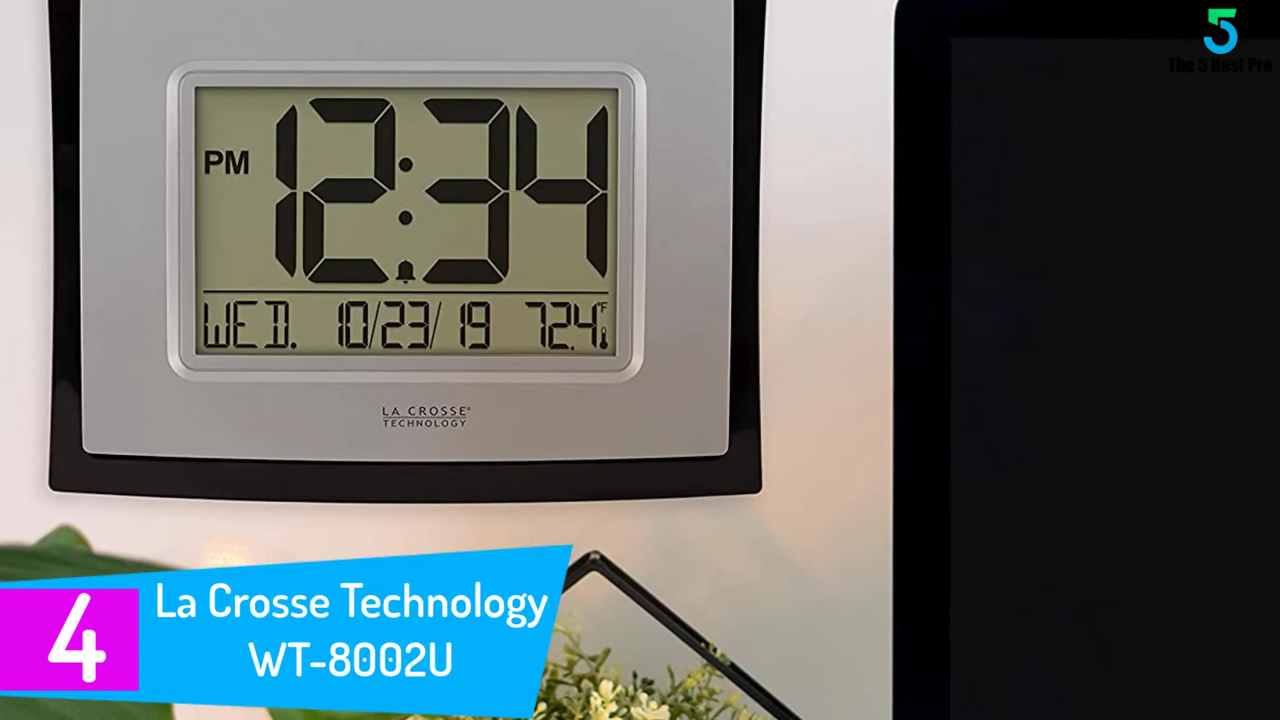 5
The 5 Best Pro
PM 12:34
WED. 10/23/19 72.4°F
LA CROSSE®
TECHNOLOGY
4
La Crosse Technology
WT-8002U